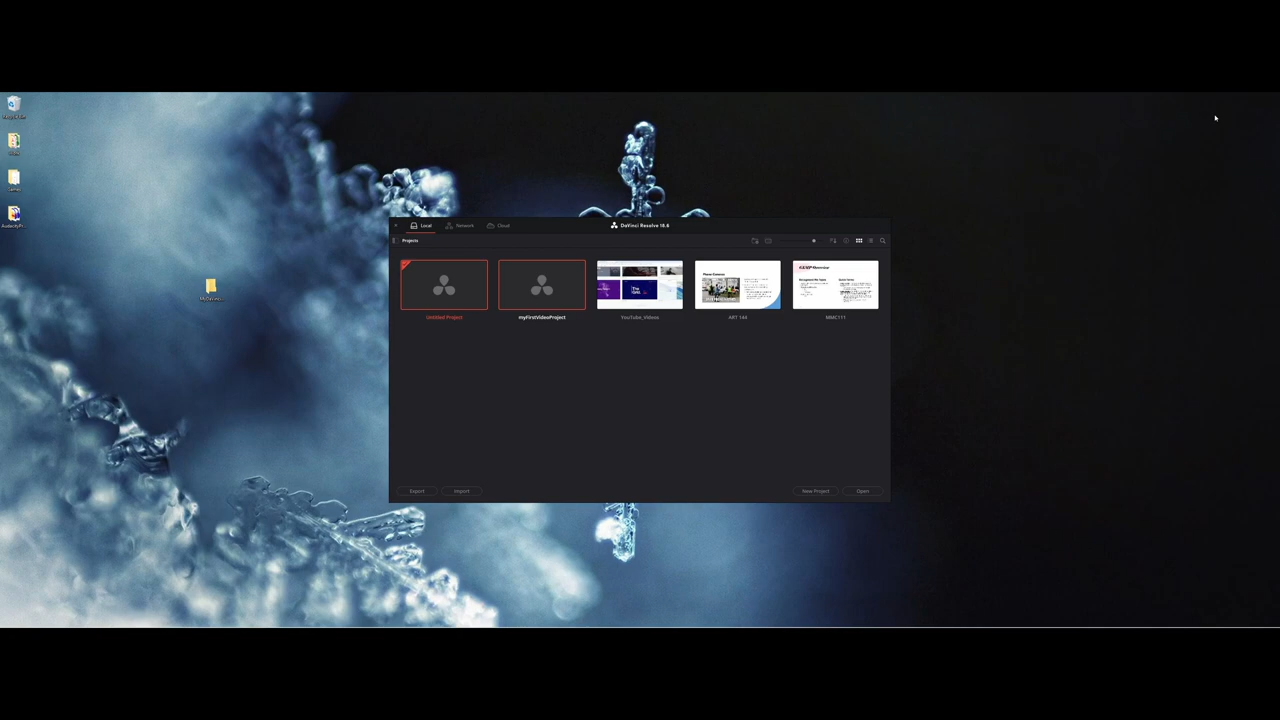 Local
Network
Cloud
DaVinci Resolve 18.6
Projects
Untitled Project
myFirstVideoProject
YouTube_Videos
ART 144
MMC111
Export
Import
New Project
Open